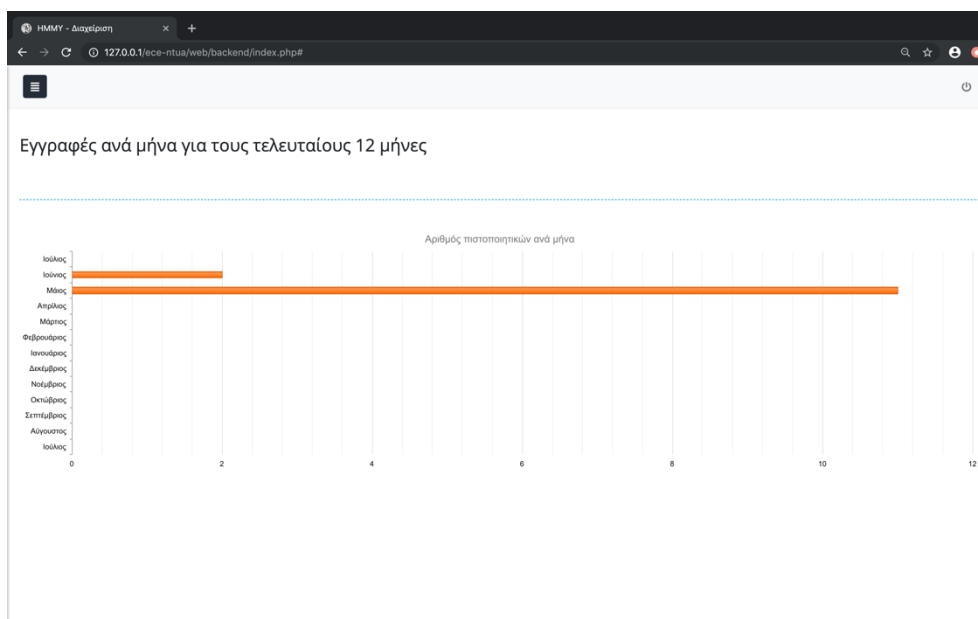 HMMY - Διαχείριση
127.0.0.1/ece-ntua/web/backend/index.php#
Εγγραφές ανά μήνα για τους τελευταίους 12 μήνες
Αριθμός πιστοποιητικών ανά μήνα
Ιούλιος
Ιούνιος
Μάιος
Απρίλιος
Μάρτιος
Φεβρουάριος
Ιανουάριος
Δεκέμβριος
Νοέμβριος
Οκτώβριος
Σεπτέμβριος
Αύγουστος
Ιούλιος
0 2 4 6 8 10 12